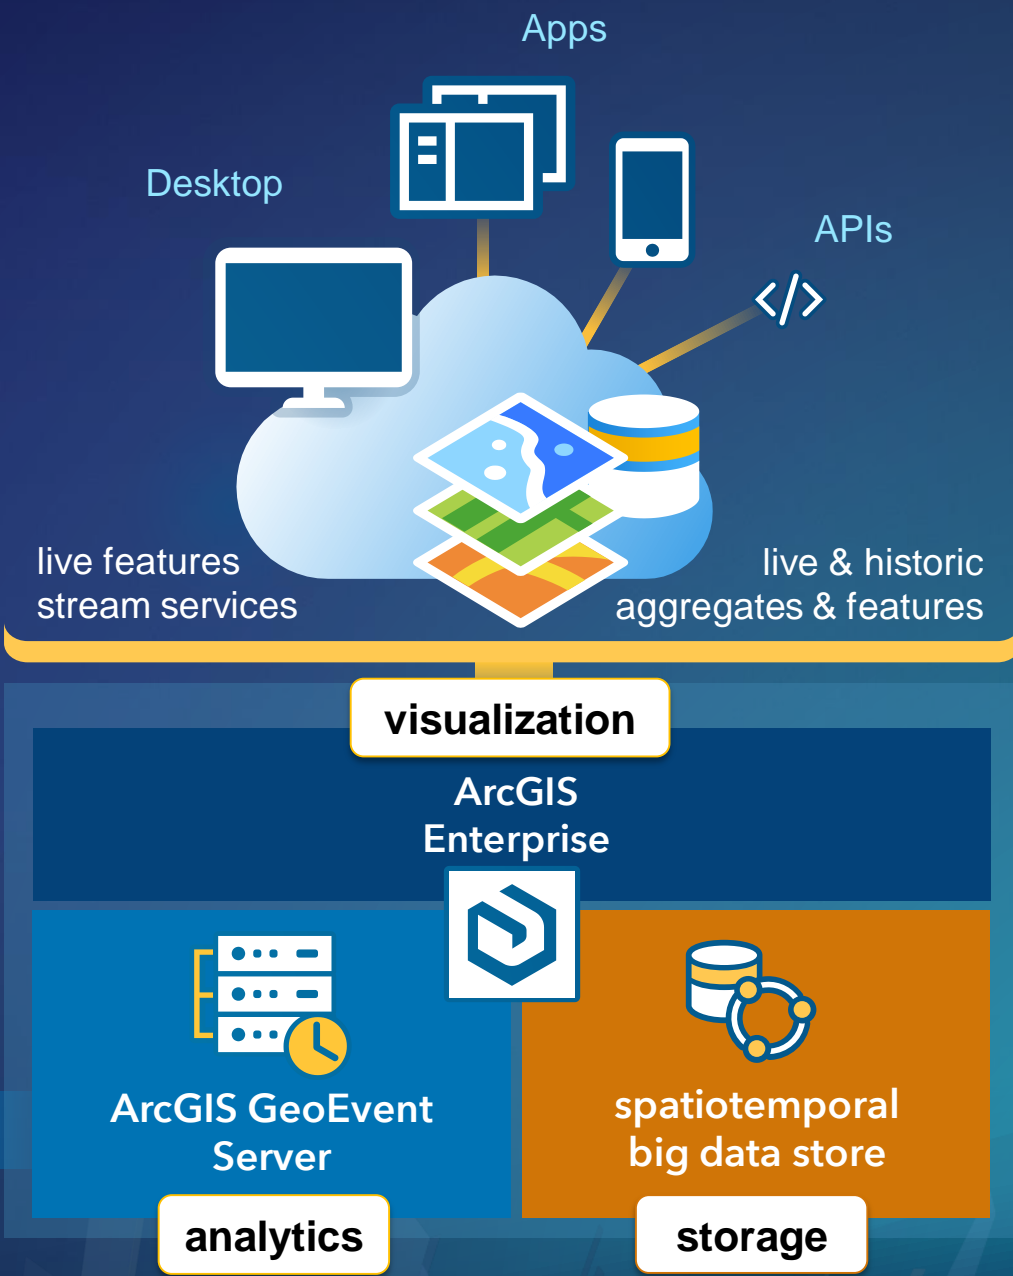 Apps
Desktop
APIs
</>
live features
stream services
live & historic
aggregates & features
visualization
ArcGIS
Enterprise
ArcGIS GeoEvent
Server
analytics
spatiotemporal
big data store
storage